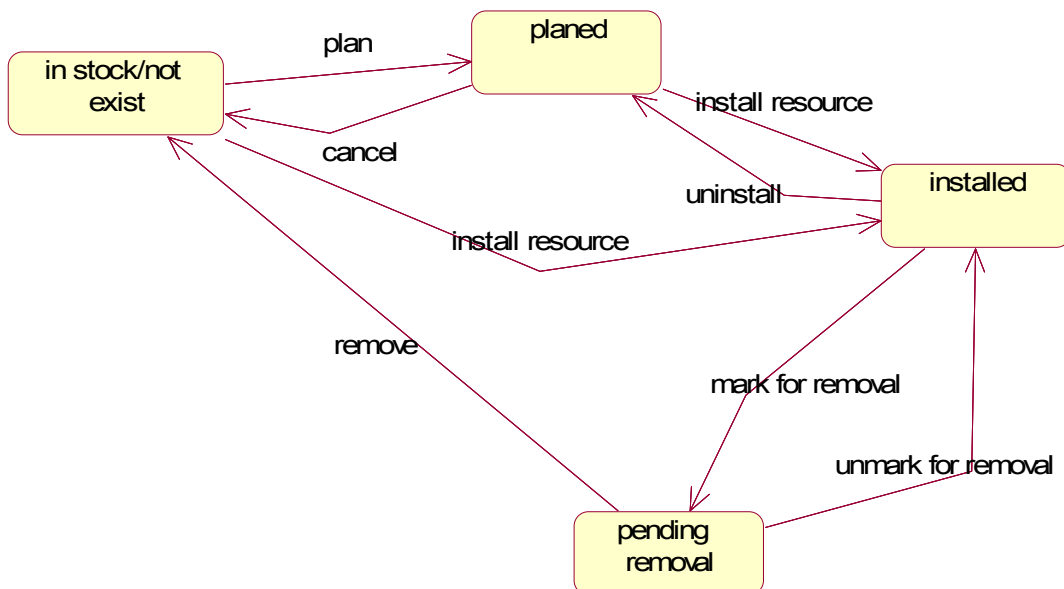 planed
plan
in stock/not
exist
install resource
cancel
installed
uninstall
install resource
remove
mark for removal
unmark for removal
pending
removal